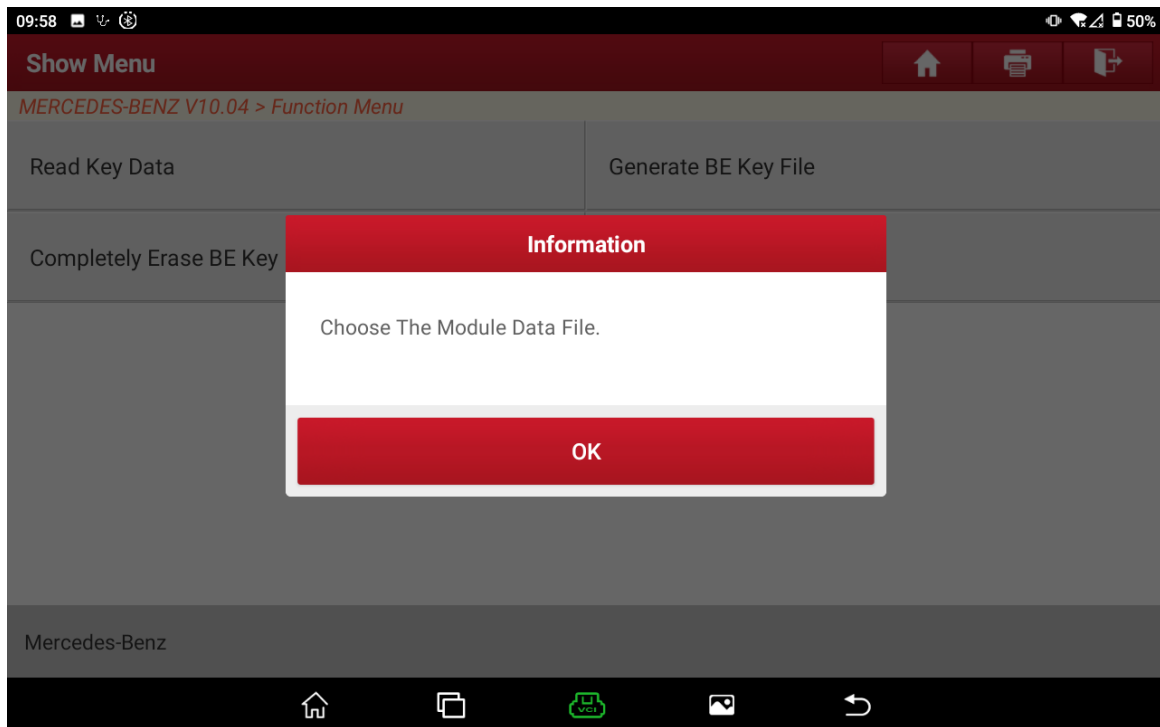 09:58 50%
Show Menu
MERCEDES-BENZ V10.04 > Function Menu
Read Key Data
Generate BE Key File
Completely Erase BE Key
Information
Choose The Module Data File.
OK
Mercedes-Benz
VCI